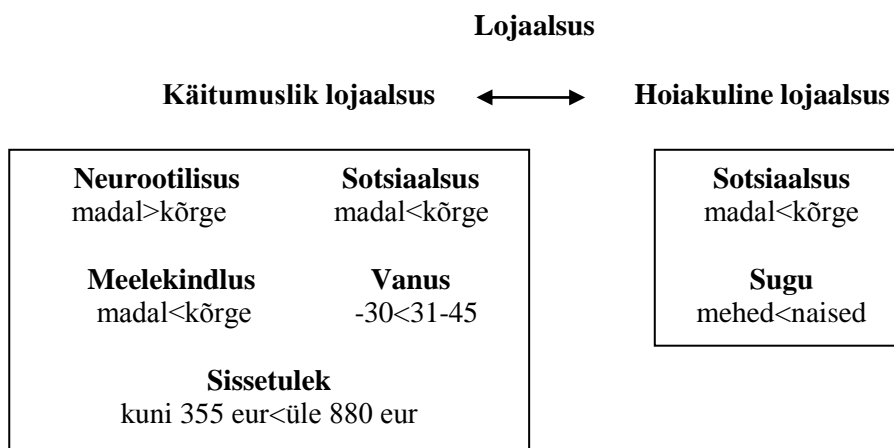 Lojaalsus
Käitumuslik lojaalsus
Hoiakuline lojaalsus
Neurootilisus
madal>kõrge
Sotsiaalsus
madal<kõrge
Meelekindlus
madal<kõrge
Vanus
-30<31-45
Sissetulek
kuni 355 eur<üle 880 eur
Sotsiaalsus
madal<kõrge
Sugu
mehed<naised